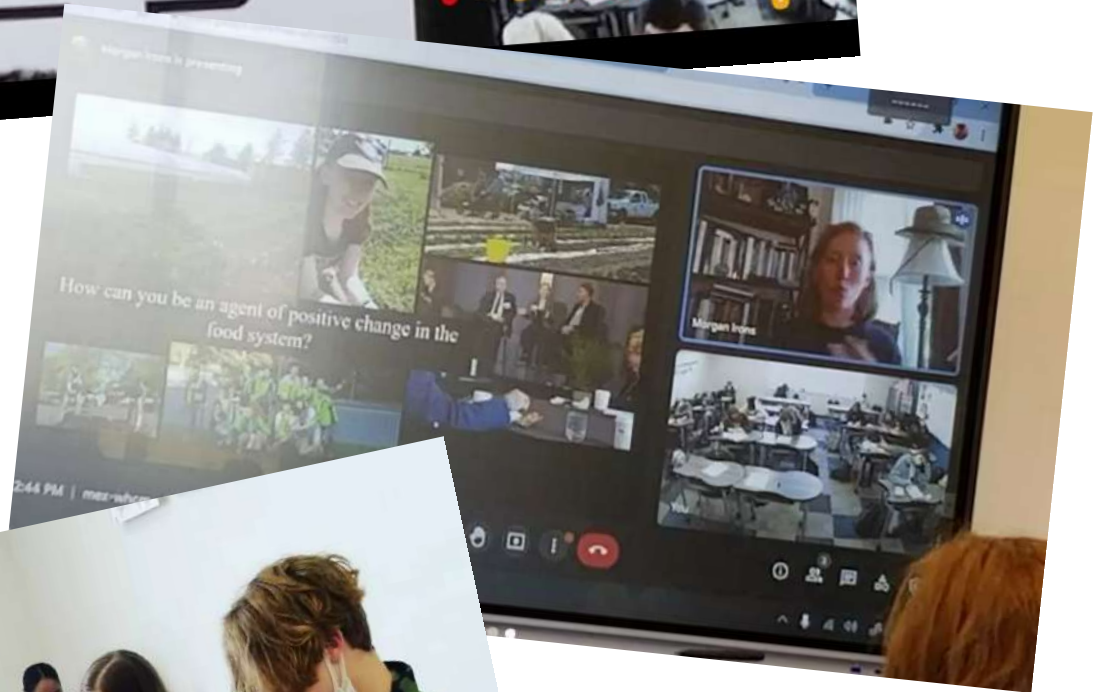 Morgan Irons is presenting
How can you be an agent of positive change in the
food system?
Morgan Irons
You
2:44 PM |
3